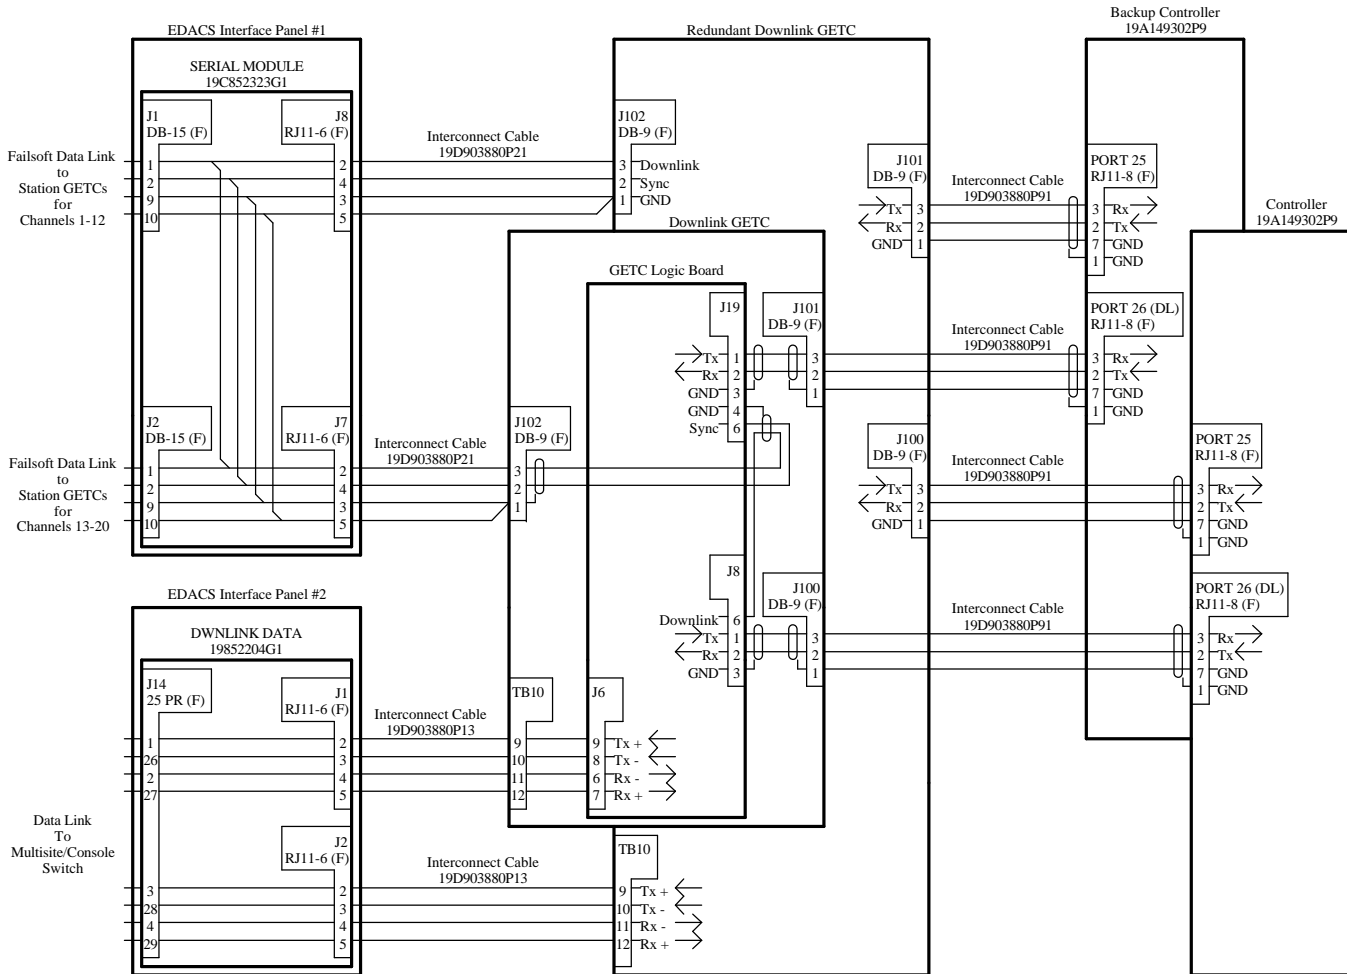 EDACS Interface Panel #1
SERIAL MODULE
19C852323G1
J1
DB-15 (F)
1
2
9
10
J8
RJ11-6 (F)
2
4
3
5
Failsoft Data Link
to
Station GETCs
for
Channels 1-12
Interconnect Cable
19D903880P21
J2
DB-15 (F)
1
2
9
10
J7
RJ11-6 (F)
2
4
3
5
Failsoft Data Link
to
Station GETCs
for
Channels 13-20
Interconnect Cable
19D903880P21
EDACS Interface Panel #2
DWNLINK DATA
19852204G1
J14
25 PR (F)
1
26
2
27
3
28
4
29
J1
RJ11-6 (F)
2
3
4
5
J2
RJ11-6 (F)
2
3
4
5
Data Link
To
Multisite/Console
Switch
Interconnect Cable
19D903880P13
Interconnect Cable
19D903880P13
Redundant Downlink GETC
J102
DB-9 (F)
3 Downlink
2 Sync
1 GND
J101
DB-9 (F)
Tx 3
Rx 2
GND 1
J100
DB-9 (F)
Tx 3
Rx 2
GND 1
TB10
9 Tx +
10 Tx -
11 Rx -
12 Rx +
Downlink GETC
J102
DB-9 (F)
3
2
1
TB10
9
10
11
12
J101
DB-9 (F)
3
2
1
J100
DB-9 (F)
3
2
1
GETC Logic Board
J19
Tx 1
Rx 2
GND 3
GND 4
Sync 6
J8
Downlink 6
Tx 1
Rx 2
GND 3
J6
9 Tx +
8 Tx -
6 Rx -
7 Rx +
Interconnect Cable
19D903880P91
Interconnect Cable
19D903880P91
Interconnect Cable
19D903880P91
Interconnect Cable
19D903880P91
Backup Controller
19A149302P9
PORT 25
RJ11-8 (F)
3 Rx
2 Tx
7 GND
1 GND
PORT 26 (DL)
RJ11-8 (F)
3 Rx
2 Tx
7 GND
1 GND
Controller
19A149302P9
PORT 25
RJ11-8 (F)
3 Rx
2 Tx
7 GND
1 GND
PORT 26 (DL)
RJ11-8 (F)
3 Rx
2 Tx
7 GND
1 GND